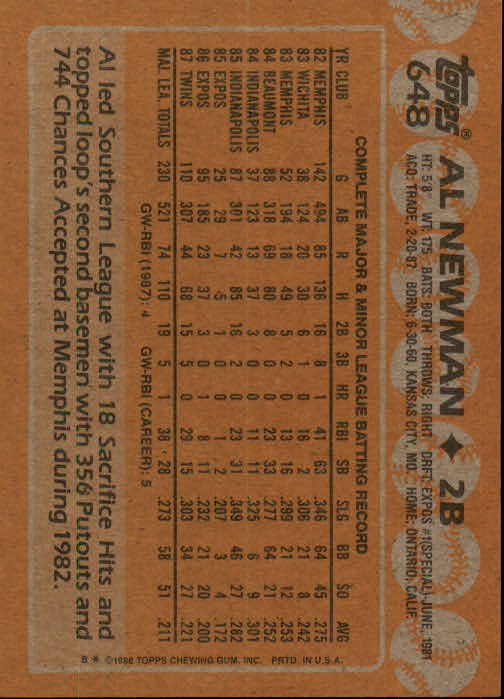 topps®
648
AL NEWMAN ♦ 2B
HT: 5'8" WT: 175 BATS: BOTH THROWS: RIGHT DRFT: EXPOS #1(SPECIAL)-JUNE, 1981
ACQ: TRADE, 2-20-87 BORN: 6-30-60, KANSAS CITY, MO. HOME: ONTARIO, CALIF.
COMPLETE MAJOR & MINOR LEAGUE BATTING RECORD
YR CLUB G AB R H 2B 3B HR RBI SB SLG BB SO AVG
82 MEMPHIS 142 494 85 136 16 8 1 41 63 .346 64 45 .275
83 WICHITA 38 124 20 30 6 1 0 16 2 .306 21 8 .242
83 MEMPHIS 52 194 18 49 5 2 0 13 16 .299 21 12 .253
84 BEAUMONT 88 318 69 80 8 0 0 23 33 .277 64 21 .252
84 INDIANAPOLIS 37 123 13 37 3 0 0 11 11 .325 6 9 .301
85 INDIANAPOLIS 87 301 42 85 16 2 0 23 31 .349 46 27 .282
85 EXPOS 25 29 7 5 1 0 0 1 2 .207 3 4 .172
86 EXPOS 95 185 23 37 3 0 1 8 11 .232 21 20 .200
87 TWINS 110 307 44 68 15 5 0 29 15 .303 34 27 .221
MAJ. LEA. TOTALS 230 521 74 110 19 5 1 38 28 .273 58 51 .211
GW-RBI (1987): 4 GW-RBI (CAREER): 5
Al led Southern League with 18 Sacrifice Hits and
topped loop's second basemen with 356 Putouts and
744 Chances Accepted at Memphis during 1982.
B * ©1988 TOPPS CHEWING GUM, INC. PRTD. IN U.S.A.